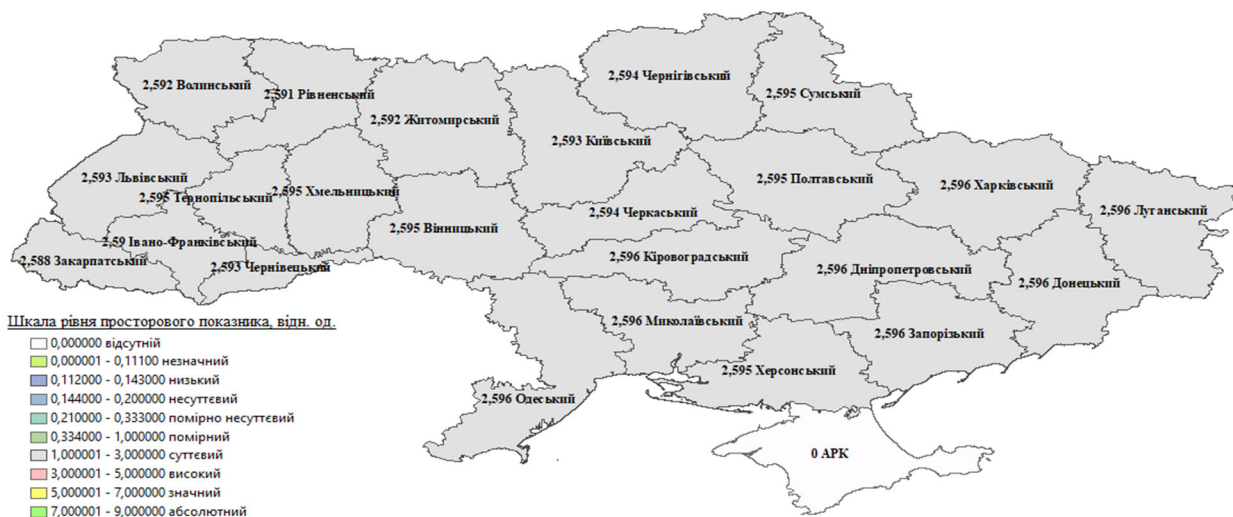 2,594 Чернігівський
2,592 Волинський
2,591 Рівненський
2,595 Сумський
2,592 Житомирський
2,593 Київський
2,593 Львівський
2,595 Тернопільський
2,595 Хмельницький
2,595 Полтавський
2,596 Харківський
2,594 Черкаський
2,596 Луганський
2,595 Вінницький
2,59 Івано-Франківський
2,588 Закарпатський
2,593 Чернівецький
2,596 Кіровоградський
2,596 Дніпропетровський
2,596 Донецький
2,596 Миколаївський
2,596 Запорізький
2,595 Херсонський
2,596 Одеський
0 АРК
Шкала рівня просторового показника, відн. од.
0,000000 відсутній
0,000001 - 0,11100 незначний
0,112000 - 0,143000 низький
0,144000 - 0,200000 несуттєвий
0,210000 - 0,333000 помірно несуттєвий
0,334000 - 1,000000 помірний
1,000001 - 3,000000 суттєвий
3,000001 - 5,000000 високий
5,000001 - 7,000000 значний
7,000001 - 9,000000 абсолютний